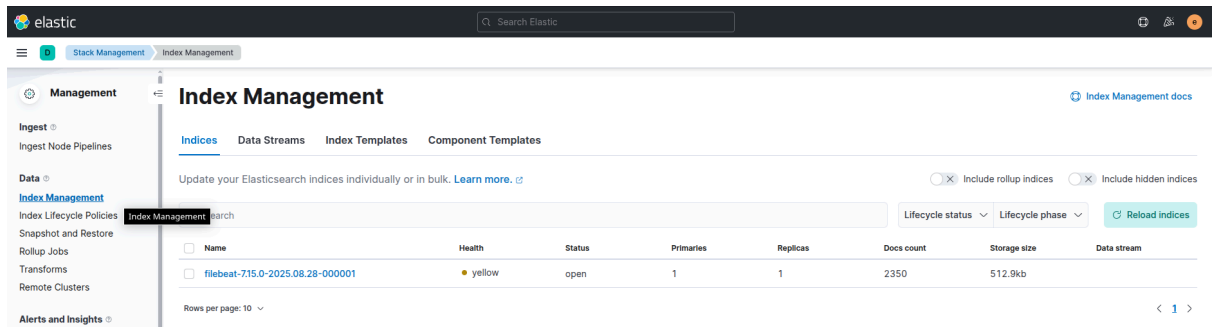 elastic
Search Elastic
e
D Stack Management Index Management
Management
Ingest
Ingest Node Pipelines
Data
Index Management
Index Lifecycle Policies
Index Management
Snapshot and Restore
Rollup Jobs
Transforms
Remote Clusters
Alerts and Insights
Index Management
Index Management docs
Indices Data Streams Index Templates Component Templates
Update your Elasticsearch indices individually or in bulk. Learn more.
Include rollup indices Include hidden indices
earch
Lifecycle status Lifecycle phase Reload indices
Name Health Status Primaries Replicas Docs count Storage size Data stream
filebeat-7.15.0-2025.08.28-000001 yellow open 1 1 2350 512.9kb
Rows per page: 10
< 1 >